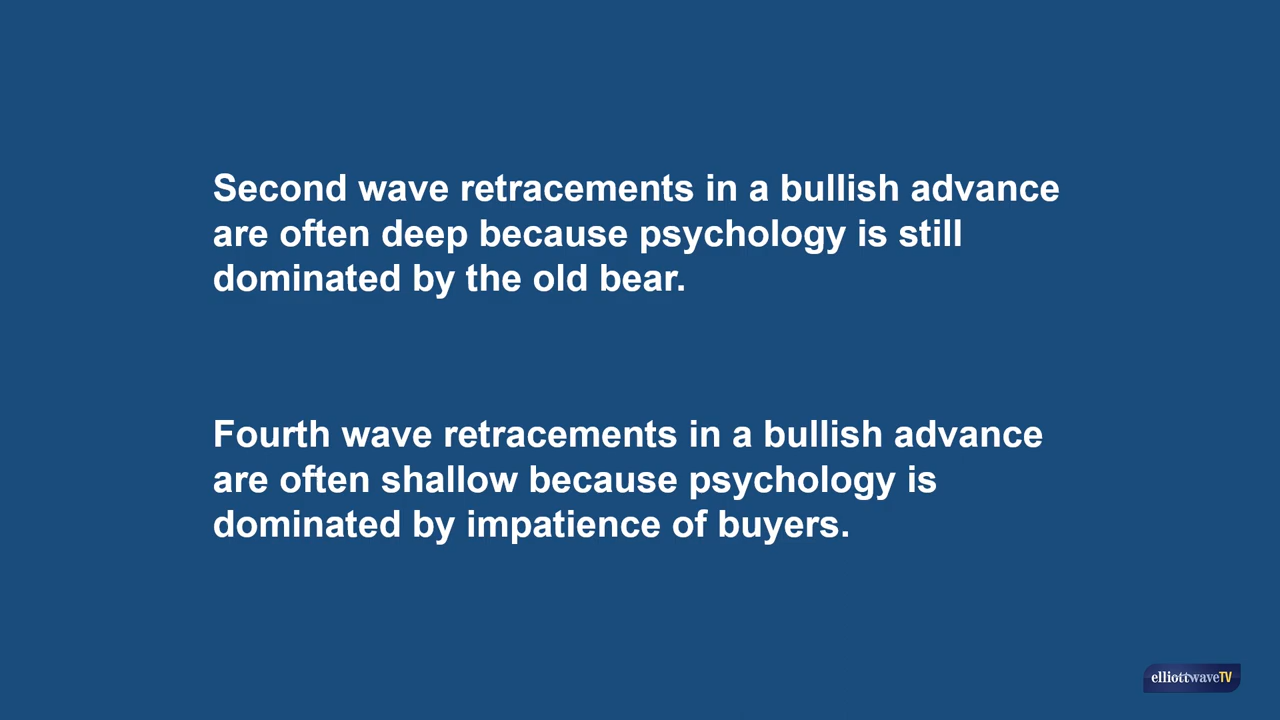 Second wave retracements in a bullish advance
are often deep because psychology is still
dominated by the old bear.
Fourth wave retracements in a bullish advance
are often shallow because psychology is
dominated by impatience of buyers.
elliottwaveTV